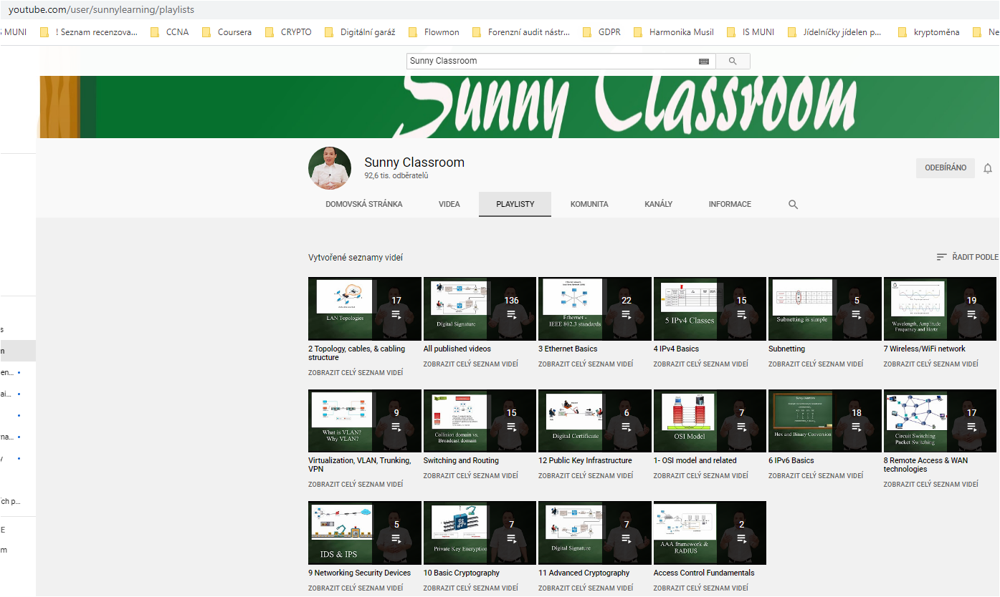 youtube.com/user/sunnylearning/playlists
S MUNI ! Seznam recenzova... CCNA Coursera CRYPTO Digitální garáž Flowmon Forenzní audit nástr... GDPR Harmonika Musil IS MUNI Jídelníčky jídelen p... kryptoměna Ne
Sunny Classroom
Sunny Classroom
Sunny Classroom
92,6 tis. odběratelů
ODEBÍRÁNO
DOMOVSKÁ STRÁNKA VIDEA PLAYLISTY KOMUNITA KANÁLY INFORMACE
Vytvořené seznamy videí
ŘADIT PODLE
17
LAN Topologies
2 Topology, cables, & cabling
structure
ZOBRAZIT CELÝ SEZNAM VIDEÍ
136
Digital Signature
All published videos
ZOBRAZIT CELÝ SEZNAM VIDEÍ
22
Ethernet -
IEEE 802.3 standards
3 Ethernet Basics
ZOBRAZIT CELÝ SEZNAM VIDEÍ
15
5 IPv4 Classes
4 IPv4 Basics
ZOBRAZIT CELÝ SEZNAM VIDEÍ
5
Subnetting is simple
Subnetting
ZOBRAZIT CELÝ SEZNAM VIDEÍ
19
Wavelength, Amplitude
Frequency and Hertz
7 Wireless/WiFi network
ZOBRAZIT CELÝ SEZNAM VIDEÍ
9
What is VLAN?
Why VLAN?
Virtualization, VLAN, Trunking,
VPN
ZOBRAZIT CELÝ SEZNAM VIDEÍ
15
Collision domain vs.
Broadcast domain
Switching and Routing
ZOBRAZIT CELÝ SEZNAM VIDEÍ
6
Digital Certificate
12 Public Key Infrastructure
ZOBRAZIT CELÝ SEZNAM VIDEÍ
7
OSI Model
1- OSI model and related
ZOBRAZIT CELÝ SEZNAM VIDEÍ
18
Sunny classroom
Hex and Binary Conversion
6 IPv6 Basics
ZOBRAZIT CELÝ SEZNAM VIDEÍ
17
Circuit Switching
Packet Switching
8 Remote Access & WAN
technologies
ZOBRAZIT CELÝ SEZNAM VIDEÍ
5
IDS & IPS
9 Networking Security Devices
ZOBRAZIT CELÝ SEZNAM VIDEÍ
7
Private Key Encryption
10 Basic Cryptography
ZOBRAZIT CELÝ SEZNAM VIDEÍ
7
Digital Signature
11 Advanced Cryptography
ZOBRAZIT CELÝ SEZNAM VIDEÍ
2
AAA framework &
RADIUS
Access Control Fundamentals
ZOBRAZIT CELÝ SEZNAM VIDEÍ
s
n
en...
ai...
na...
y
ích p...
E
m